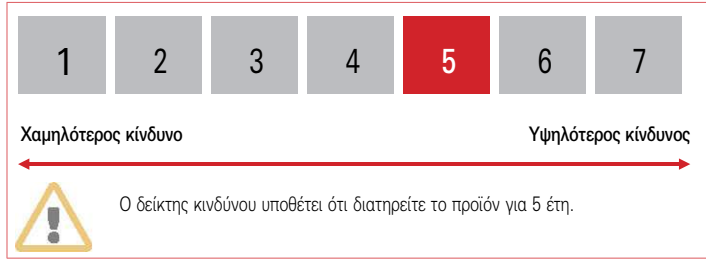 1 2 3 4 5 6 7
Χαμηλότερος κίνδυνο Υψηλότερος κίνδυνος
Ο δείκτης κινδύνου υποθέτει ότι διατηρείτε το προϊόν για 5 έτη.